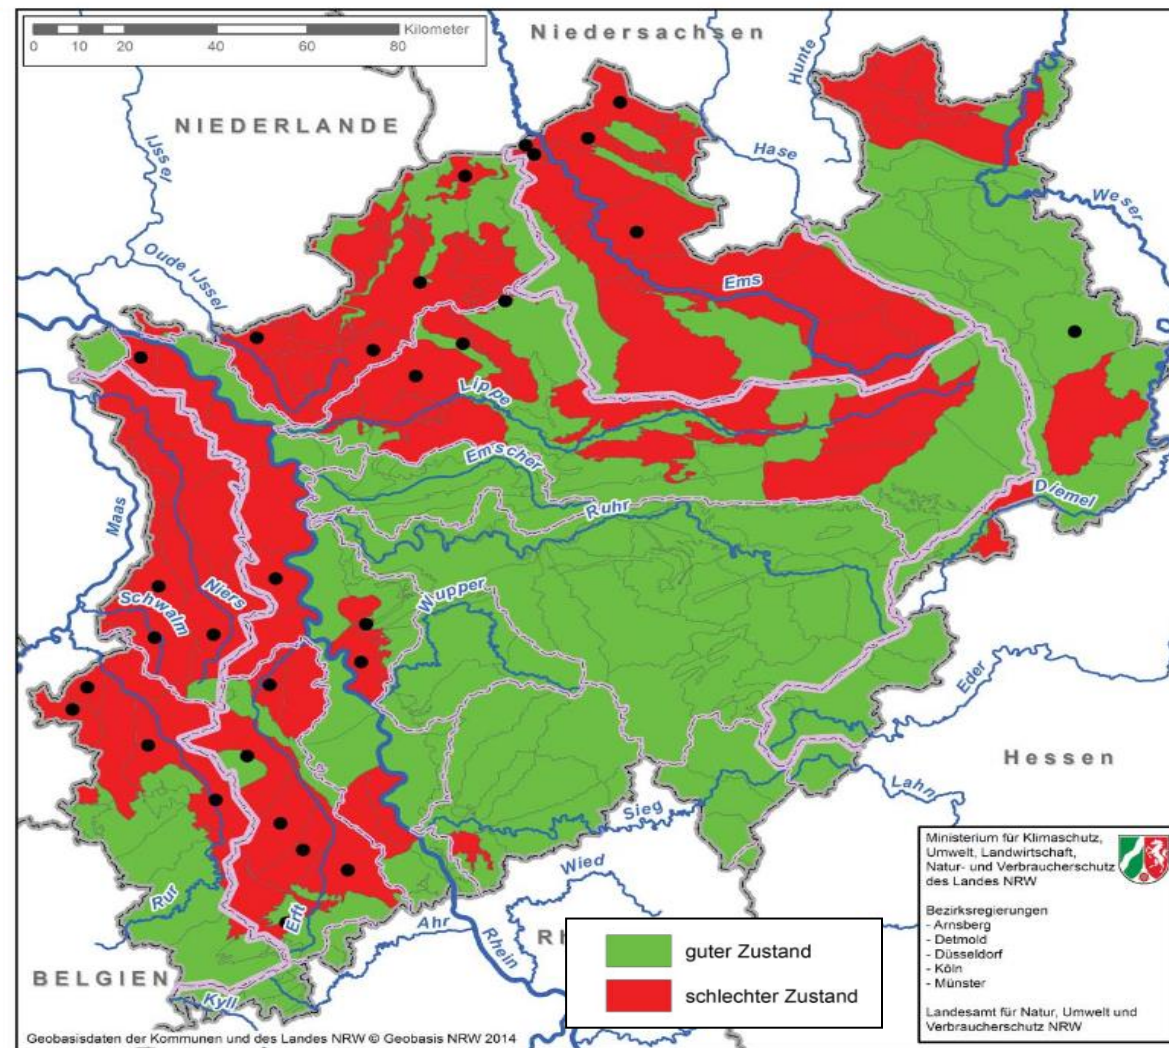 0 10 20 40 60 80 Kilometer
Niedersachsen
NIEDERLANDE
Hunte
Hase
IJssel
Weser
Oude IJssel
Ems
Lippe
Emscher
Ruhr
Diemel
Maas
Niers
Schwalm
Wupper
Eder
Hessen
Lahn
Sieg
Wied
Rur
Erft
Ahr
Rhein
BELGIEN
Kyll
guter Zustand
schlechter Zustand
Ministerium für Klimaschutz,
Umwelt, Landwirtschaft,
Natur- und Verbraucherschutz
des Landes NRW
Bezirksregierungen
- Arnsberg
- Detmold
- Düsseldorf
- Köln
- Münster
Landesamt für Natur, Umwelt und
Verbraucherschutz NRW
Geobasisdaten der Kommunen und des Landes NRW © Geobasis NRW 2014